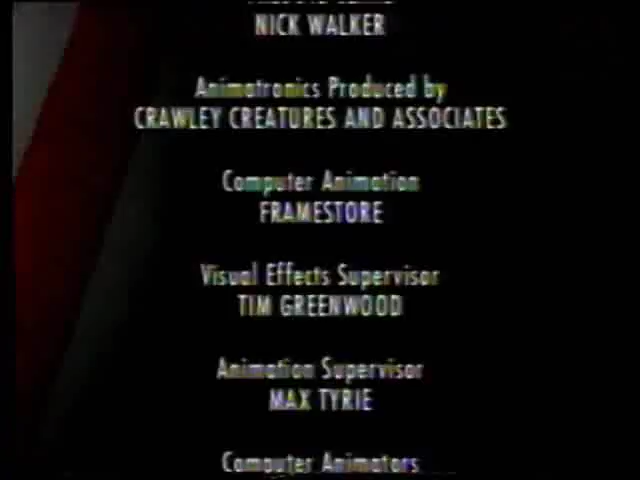 NICK WALKER
Animatronics Produced by
CRAWLEY CREATURES AND ASSOCIATES
Computer Animation
FRAMESTORE
Visual Effects Supervisor
TIM GREENWOOD
Animation Supervisor
MAX TYRIE
Computer Animators